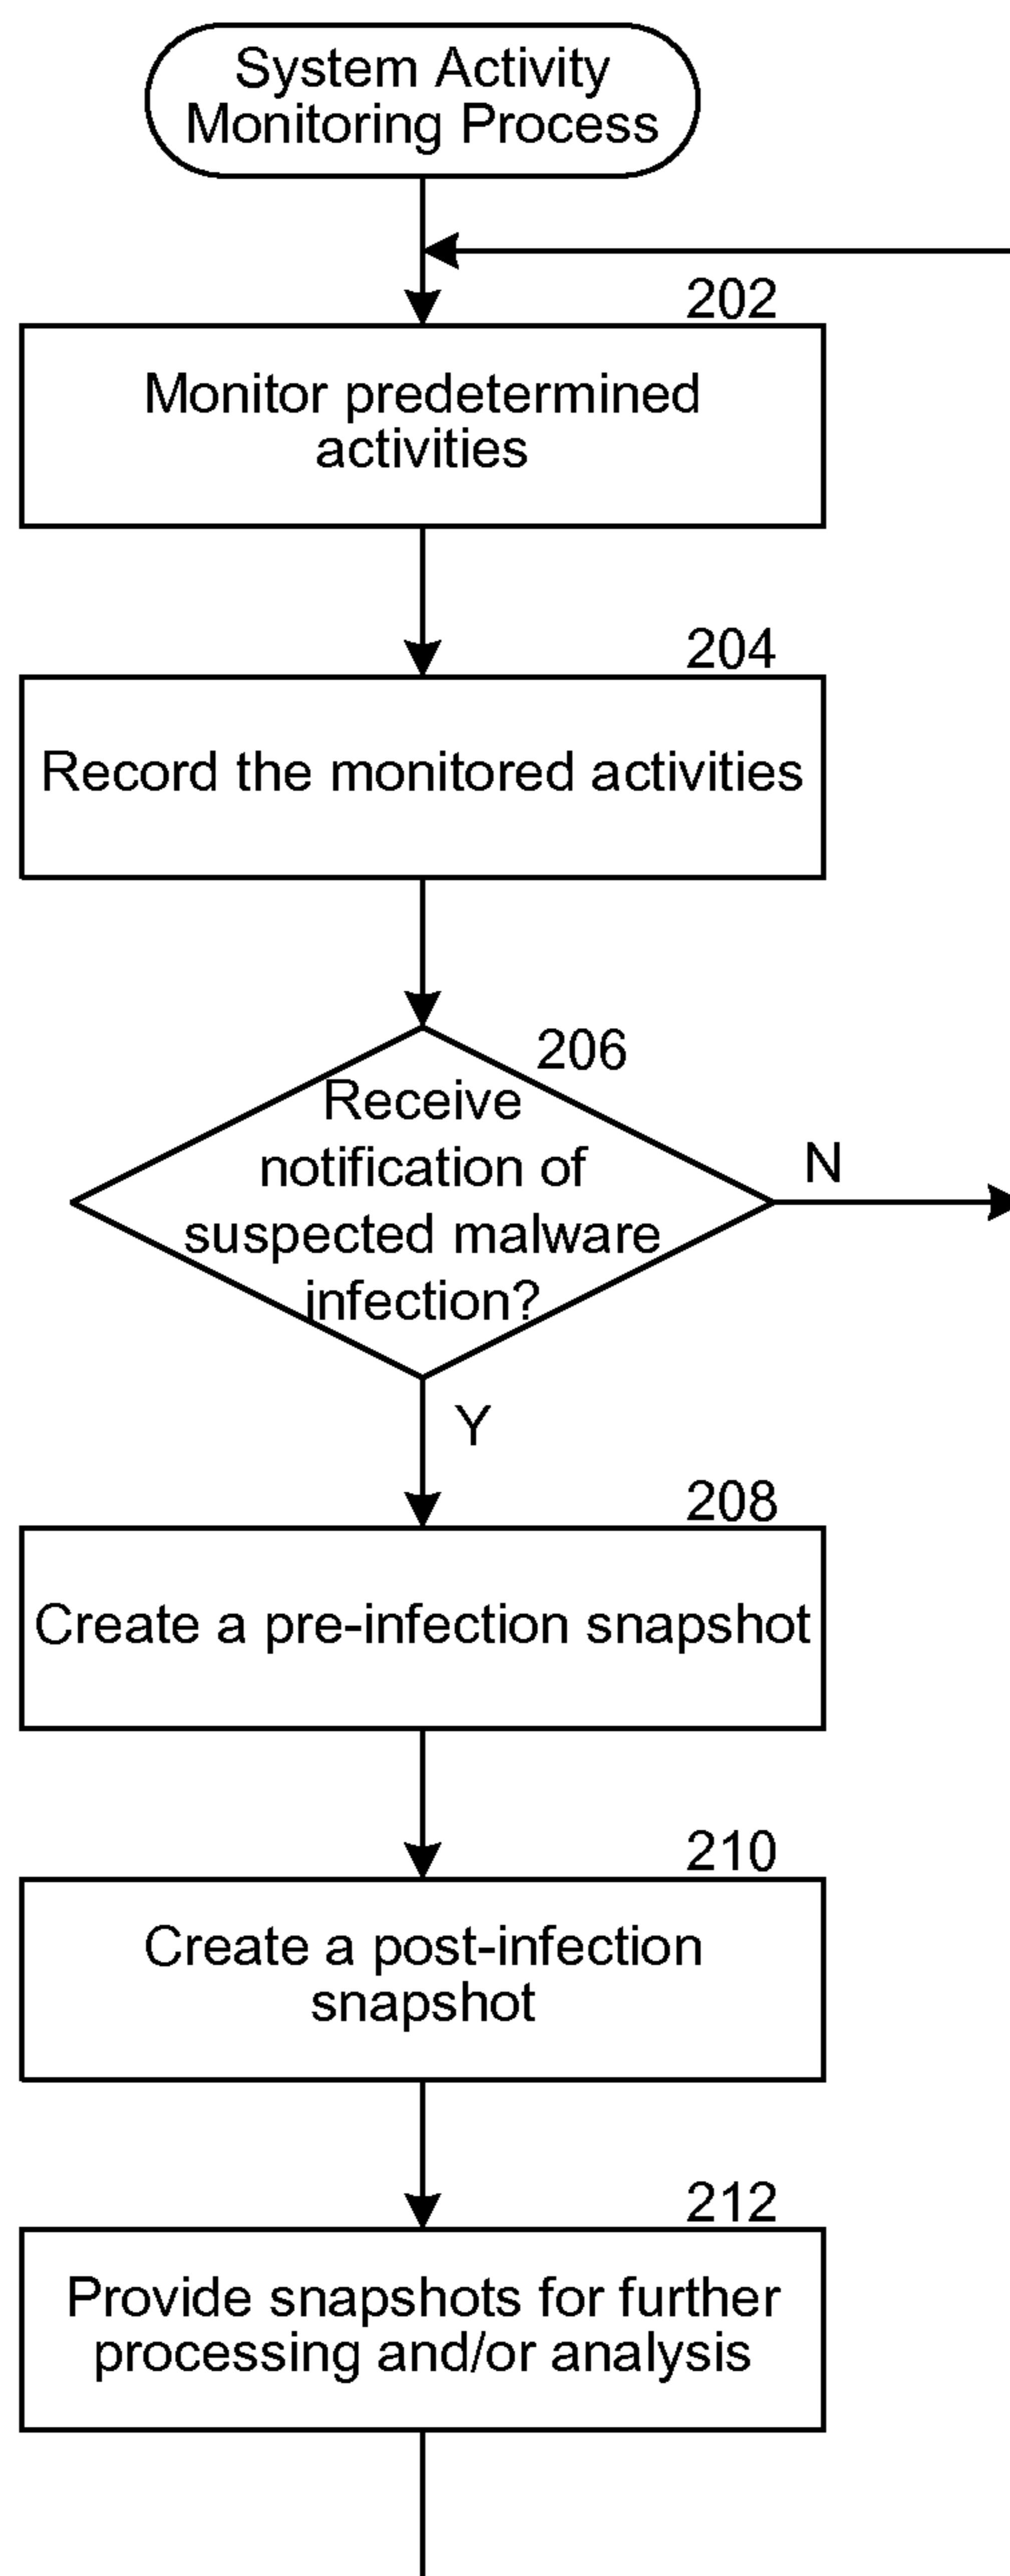 System Activity
Monitoring Process
202
Monitor predetermined
activities
204
Record the monitored activities
206
Receive
notification of
suspected malware
infection?
N
Y
208
Create a pre-infection snapshot
210
Create a post-infection
snapshot
212
Provide snapshots for further
processing and/or analysis